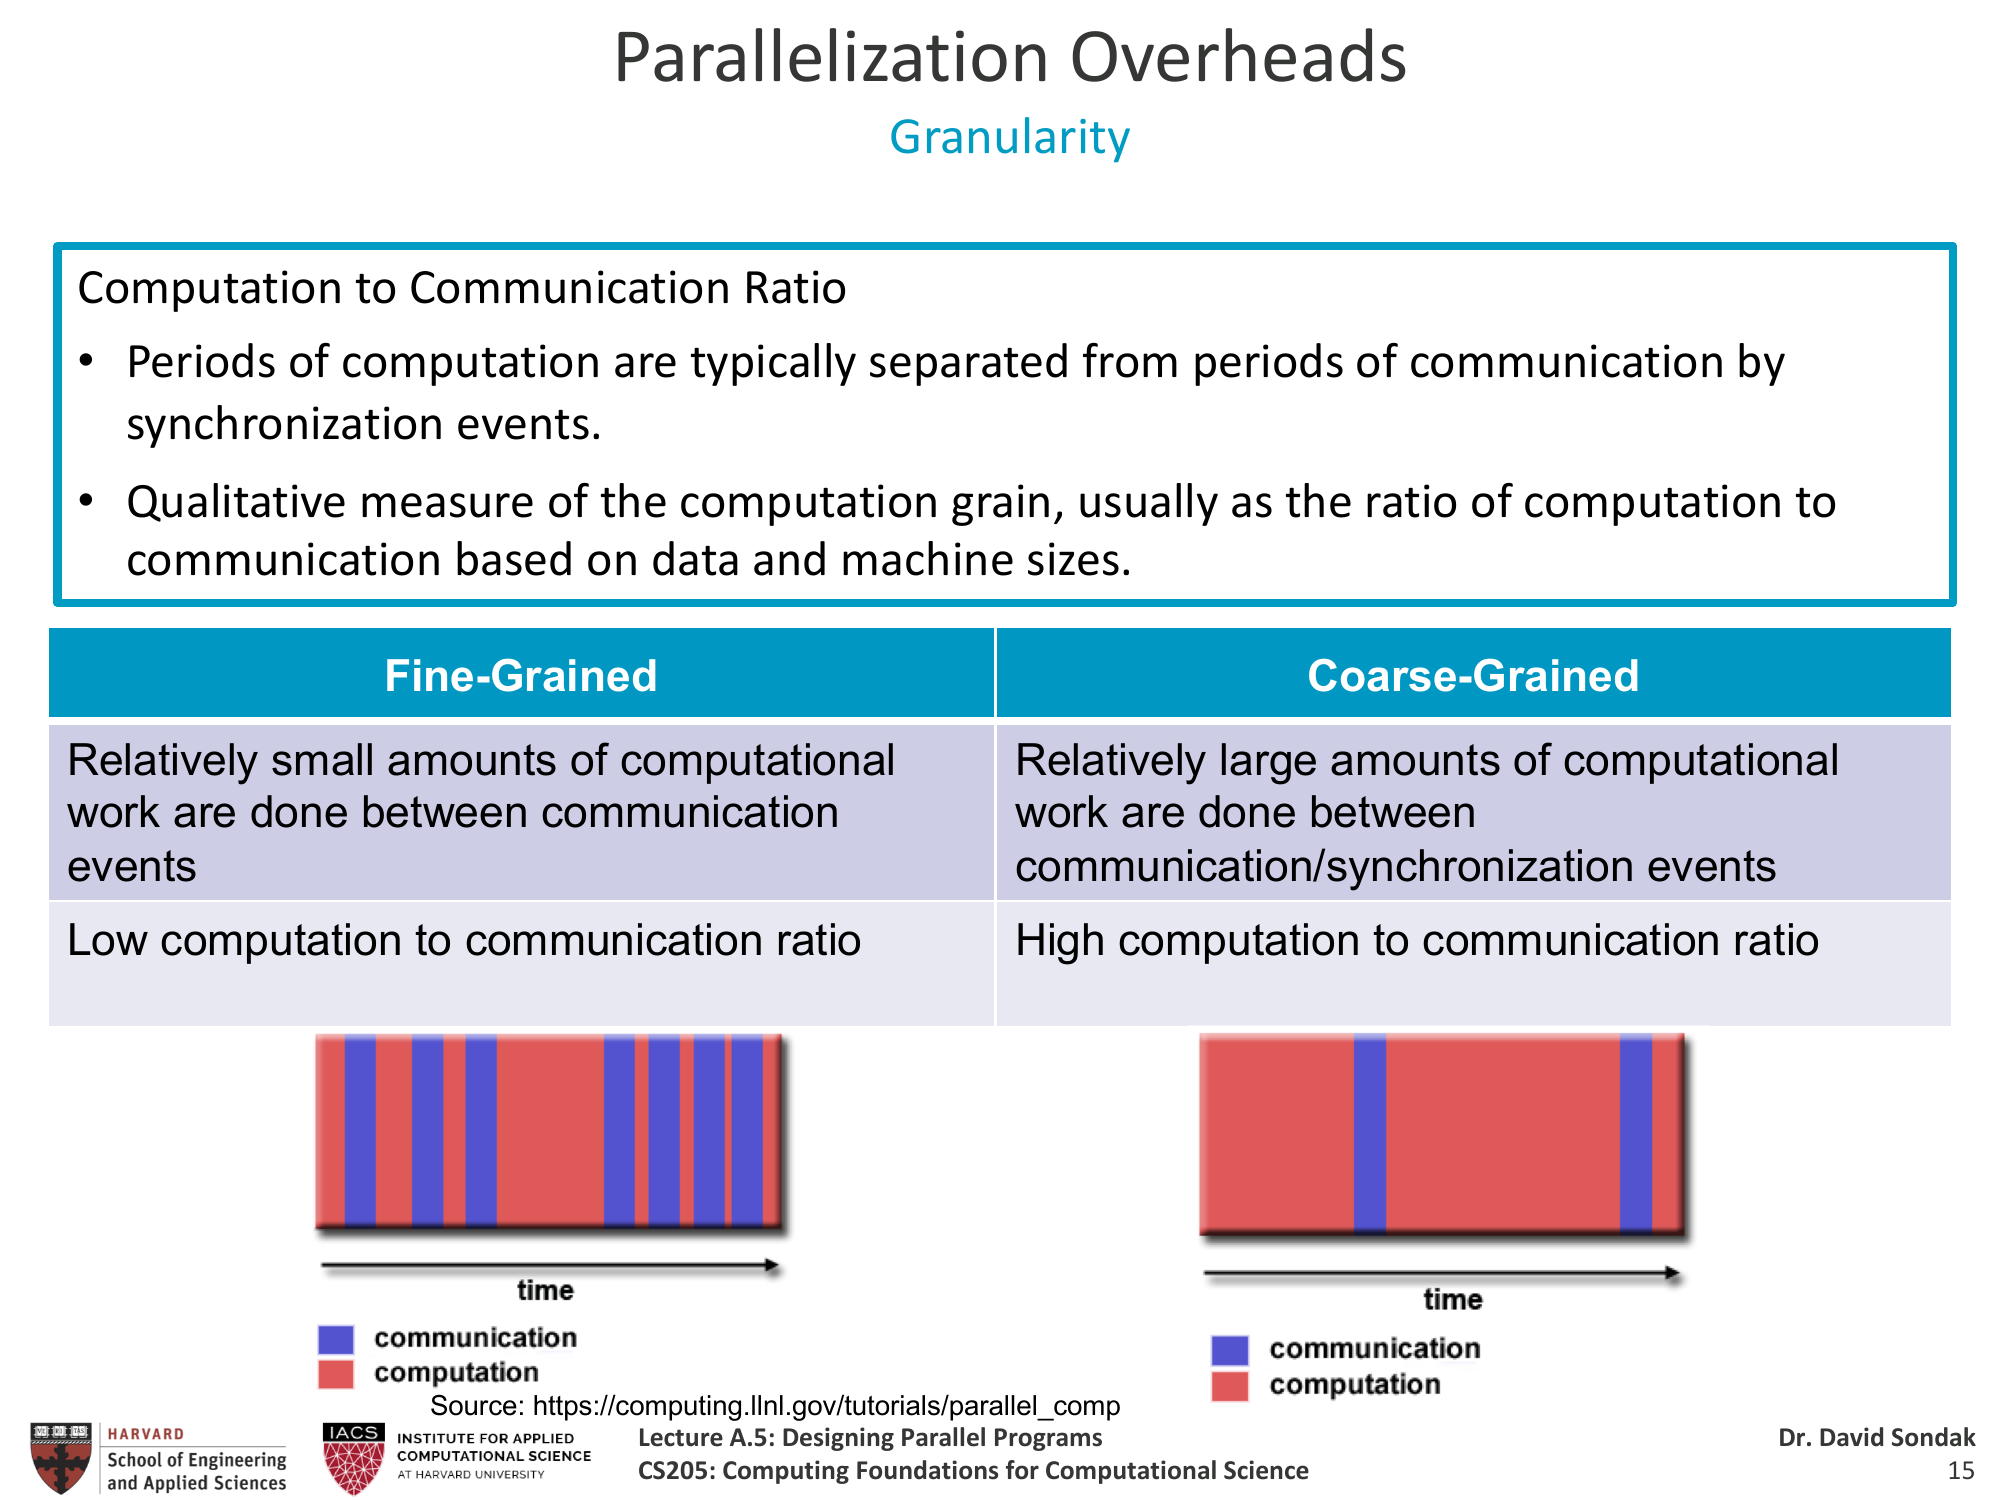 Parallelization Overheads
Granularity
Computation to Communication Ratio
• Periods of computation are typically separated from periods of communication by
synchronization events.
• Qualitative measure of the computation grain, usually as the ratio of computation to
communication based on data and machine sizes.
Fine-Grained
Coarse-Grained
Relatively small amounts of computational
work are done between communication
events
Relatively large amounts of computational
work are done between
communication/synchronization events
Low computation to communication ratio
High computation to communication ratio
time
communication
computation
time
communication
computation
Source: https://computing.llnl.gov/tutorials/parallel_comp
HARVARD
School of Engineering
and Applied Sciences
IACS
INSTITUTE FOR APPLIED
COMPUTATIONAL SCIENCE
AT HARVARD UNIVERSITY
Lecture A.5: Designing Parallel Programs
CS205: Computing Foundations for Computational Science
Dr. David Sondak
15